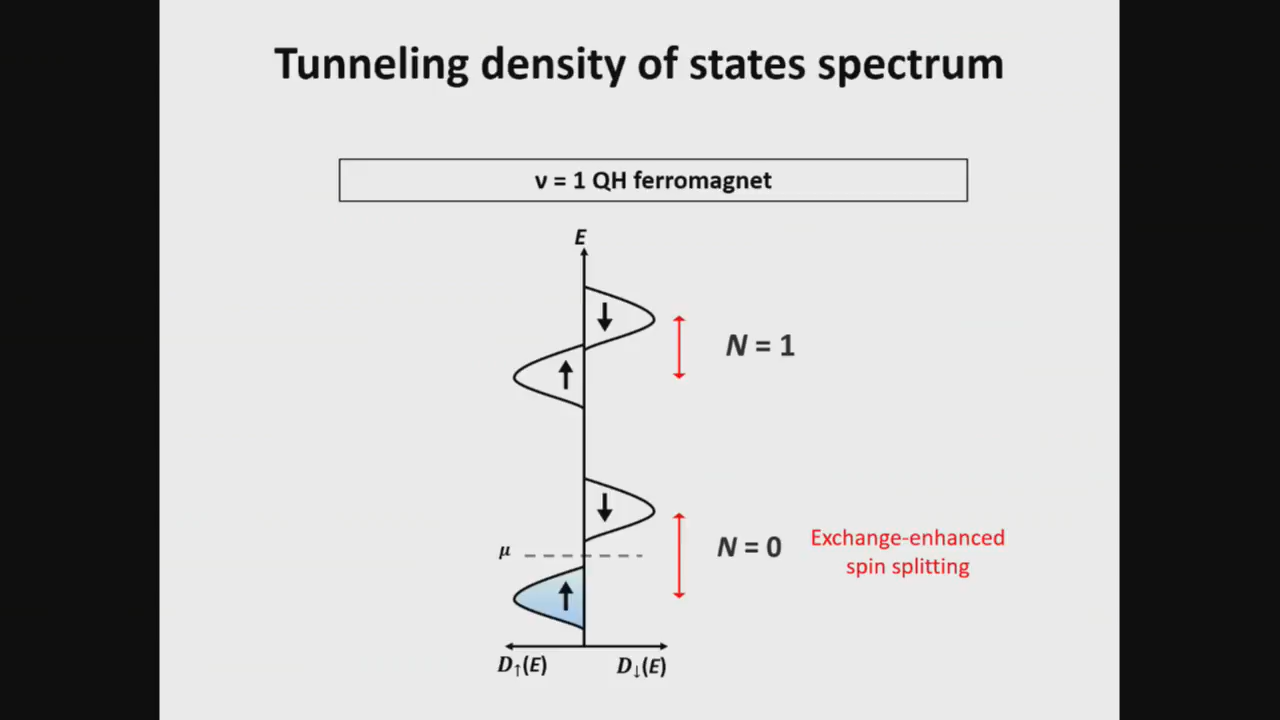 Tunneling density of states spectrum
ν = 1 QH ferromagnet
E
N = 1
μ
N = 0
Exchange-enhanced
spin splitting
D↑(E)
D↓(E)